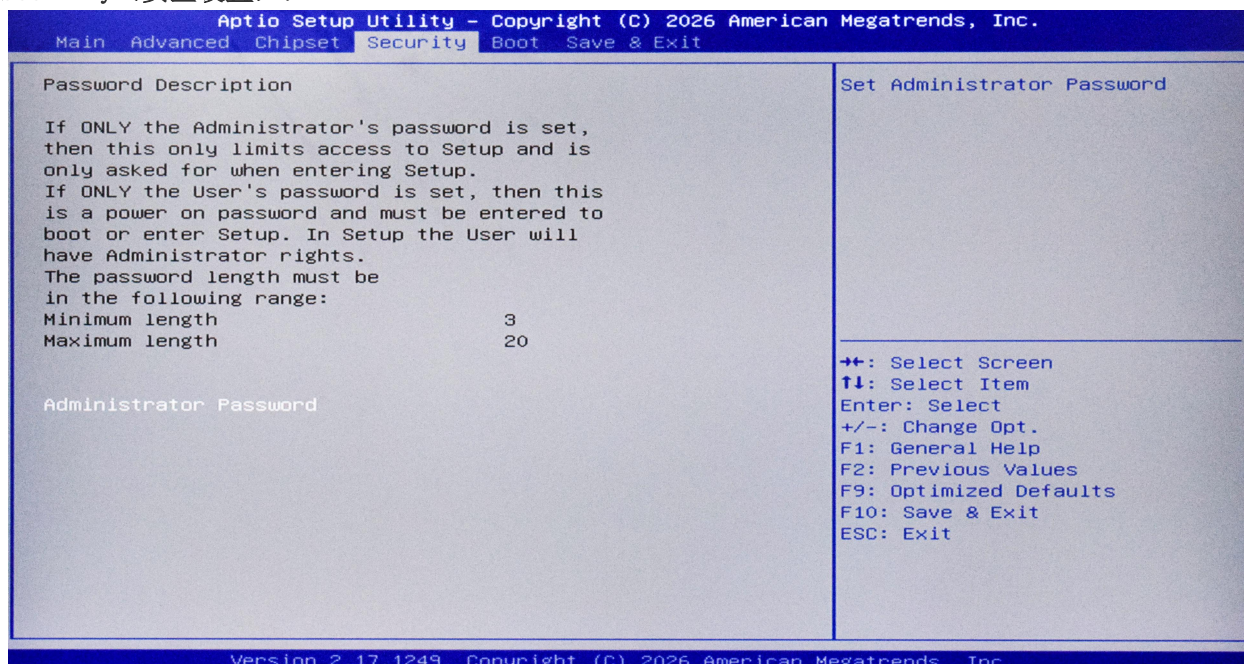 Aptio Setup Utility – Copyright (C) 2026 American Megatrends, Inc.
Main Advanced Chipset Security Boot Save & Exit
Password Description
If ONLY the Administrator's password is set,
then this only limits access to Setup and is
only asked for when entering Setup.
If ONLY the User's password is set, then this
is a power on password and must be entered to
boot or enter Setup. In Setup the User will
have Administrator rights.
The password length must be
in the following range:
Minimum length 3
Maximum length 20
Administrator Password
Set Administrator Password
→←: Select Screen
↑↓: Select Item
Enter: Select
+/-: Change Opt.
F1: General Help
F2: Previous Values
F9: Optimized Defaults
F10: Save & Exit
ESC: Exit
Version 2.17.1249. Copyright (C) 2026 American Megatrends, Inc.